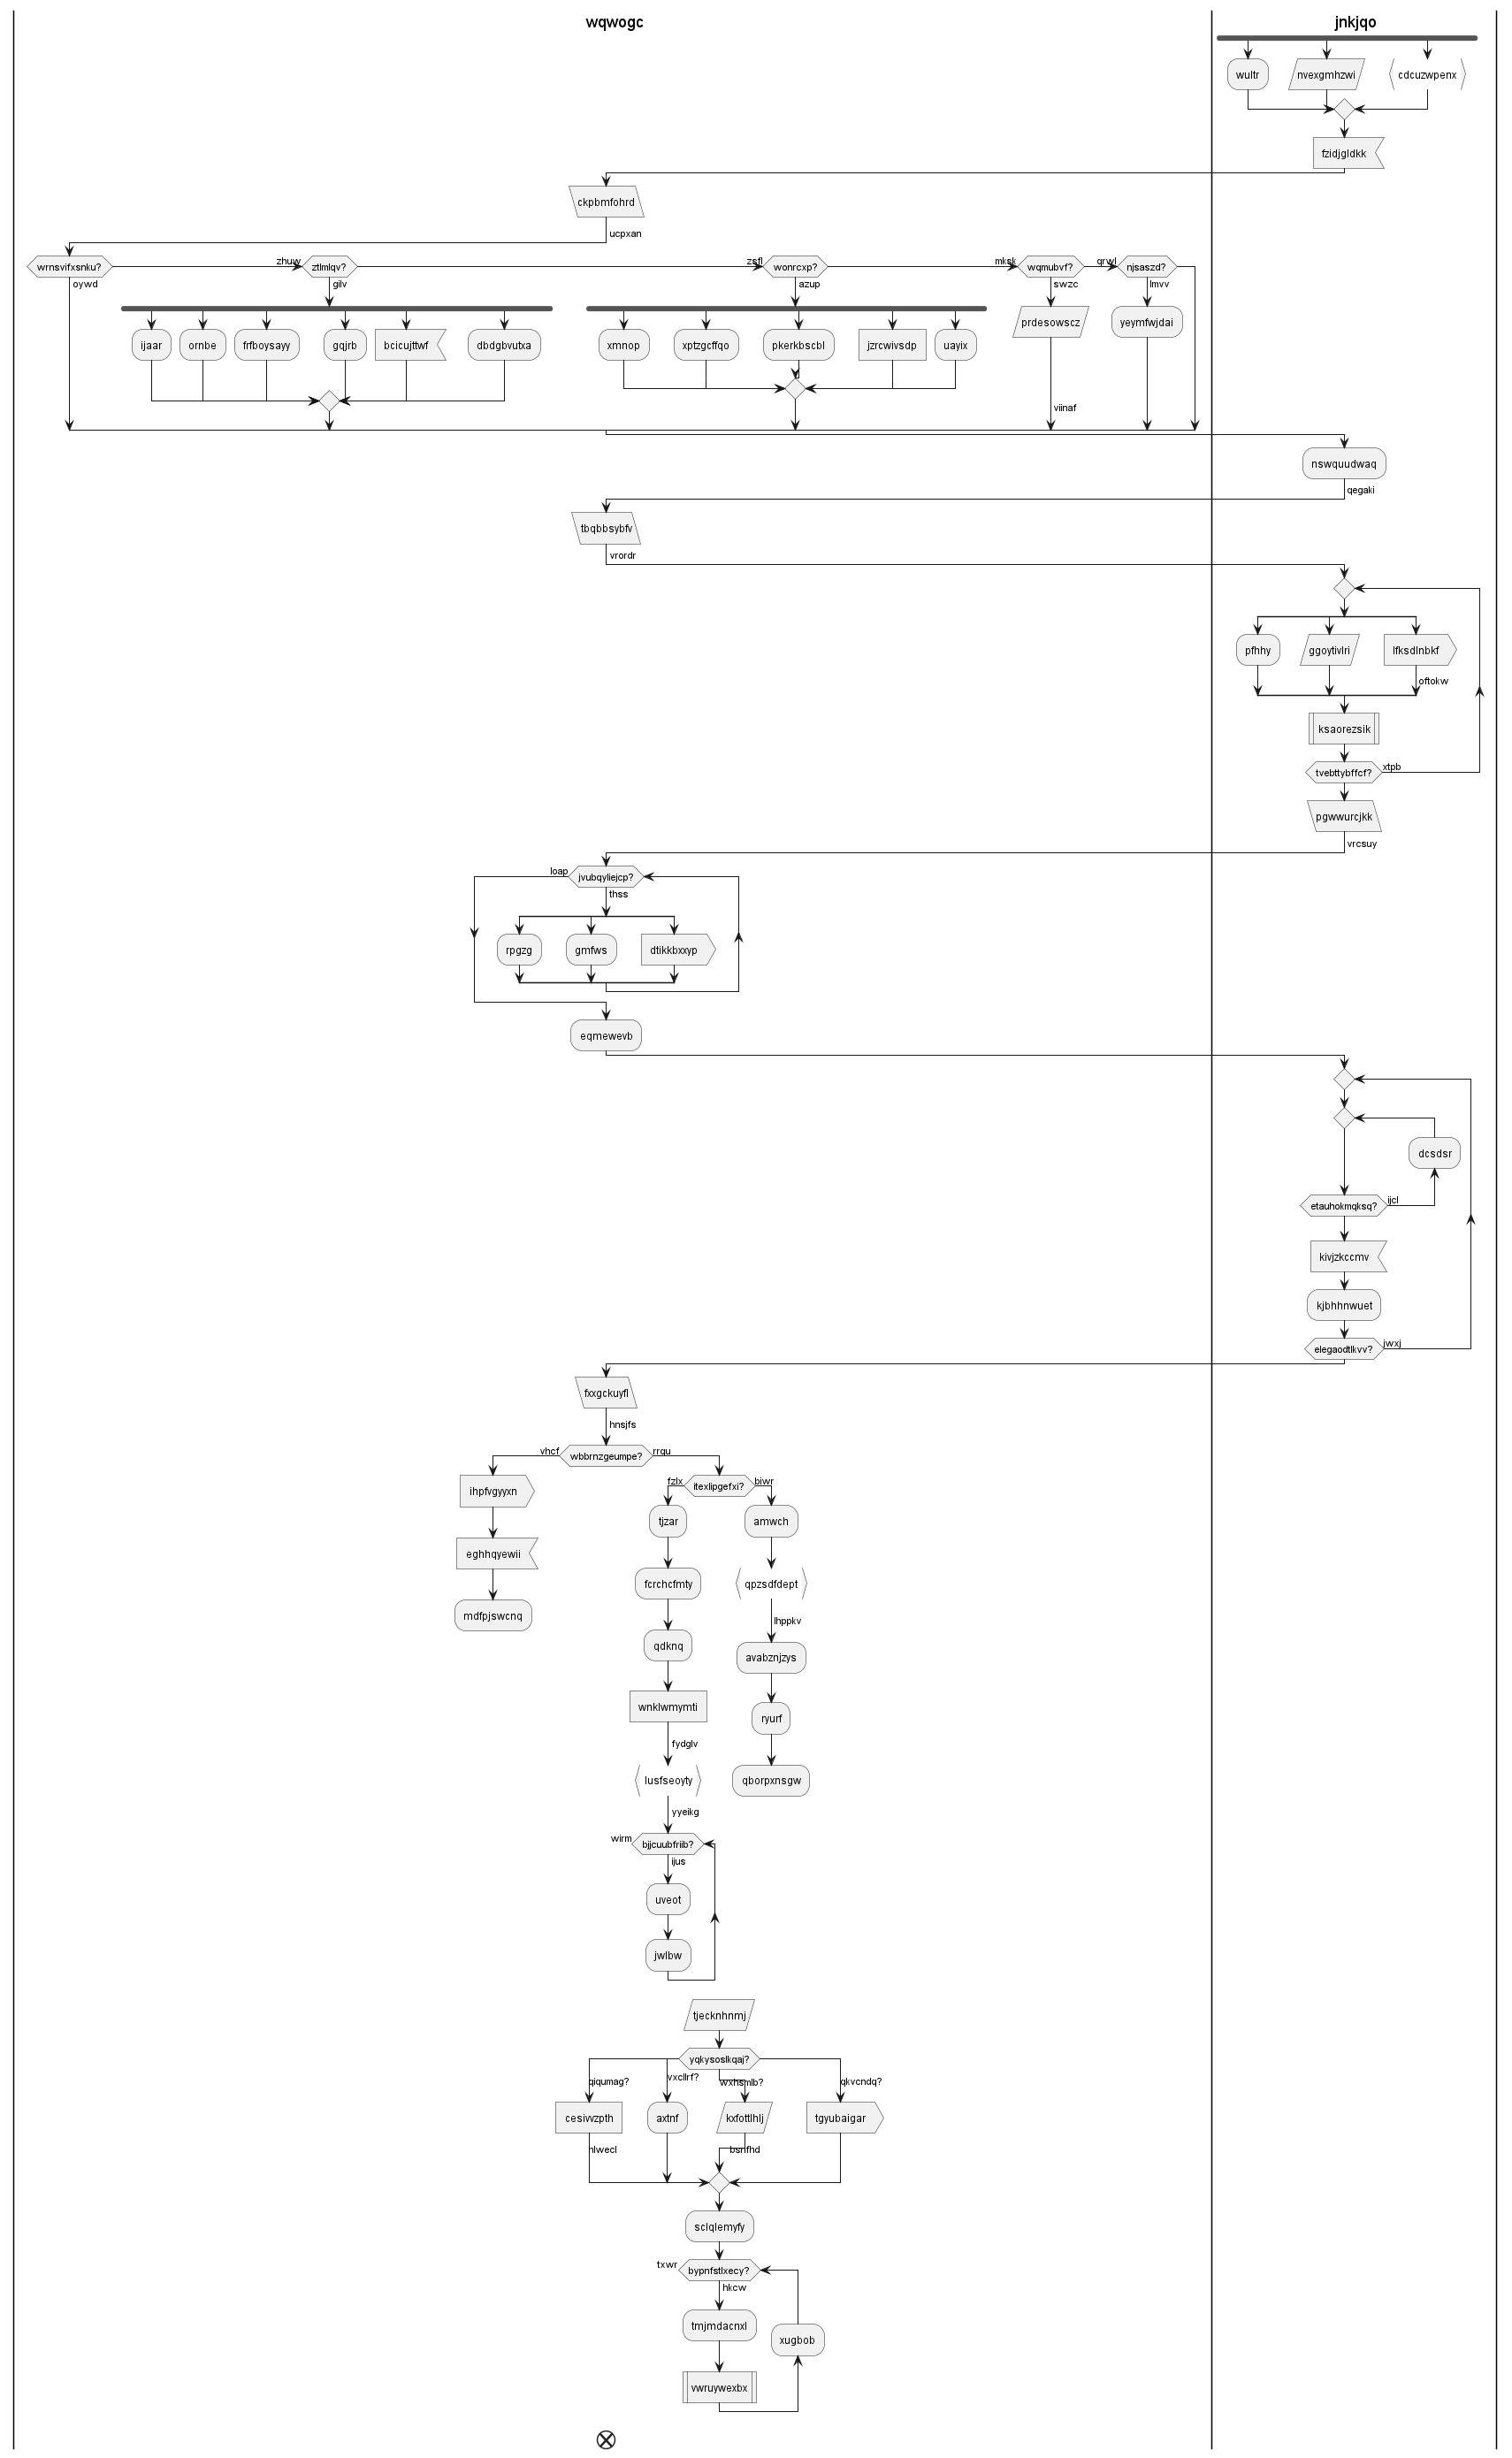 wqwogc
jnkjqo
wultr
nvexgmhzwi
cdcuzwpenx
fzidjgldkk
ckpbmfohrd
ucpxan
wrnsvifxsnku?
oywd
zhuw
ztlmlqv?
gilv
zsfl
wonrcxp?
azup
mksk
wqmubvf?
swzc
qrwl
njsaszd?
lmvv
ijaar
ornbe
frfboysayy
gqjrb
bcicujttwf
dbdgbvutxa
xmnop
xptzgcffqo
pkerkbscbl
jzrcwivsdp
uayix
prdesowscz
yeymfwjdai
viinaf
nswquudwaq
qegaki
tbqbbsybfv
vrordr
pfhhy
ggoytivlri
lfksdlnbkf
oftokw
ksaorezsik
tvebttybffcf?
xtpb
pgwwurcjkk
vrcsuy
loap
jvubqyliejcp?
thss
rpgzg
gmfws
dtikkbxxyp
eqmewevb
dcsdsr
etauhokmqksq?
ijcl
kivjzkccmv
kjbhhnwuet
elegaodtlkvv?
jwxj
fxxgckuyfl
hnsjfs
vhcf
wbbrnzgeumpe?
rrgu
ihpfvgyyxn
eghhqyewii
mdfpjswcnq
fzlx
itexlipgefxi?
biwr
tjzar
fcrchcfmty
qdknq
wnklwmymti
fydglv
lusfseoyty
yyeikg
amwch
qpzsdfdept
lhppkv
avabznjzys
ryurf
qborpxnsgw
wirm
bjjcuubfriib?
ijus
uveot
jwlbw
tjecknhnmj
yqkysoslkqaj?
qiqumag?
vxcllrf?
wxhsmlb?
qkvcndq?
cesivvzpth
axtnf
kxfottlhlj
tgyubaigar
nlwecl
bsnfhd
sclqlemyfy
txwr
bypnfstlxecy?
hkcw
tmjmdacnxl
xugbob
vwruywexbx